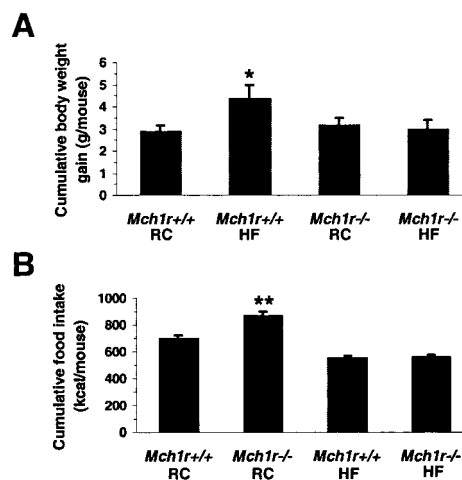 A
Cumulative body weight
gain (g/mouse)
6
5
4
3
2
1
0
*
Mch1r+/+ Mch1r+/+ Mch1r-/- Mch1r-/-
RC HF RC HF
B
Cumulative food intake
(kcal/mouse)
1000
800
600
400
200
0
**
Mch1r+/+ Mch1r-/- Mch1r+/+ Mch1r-/-
RC RC HF HF